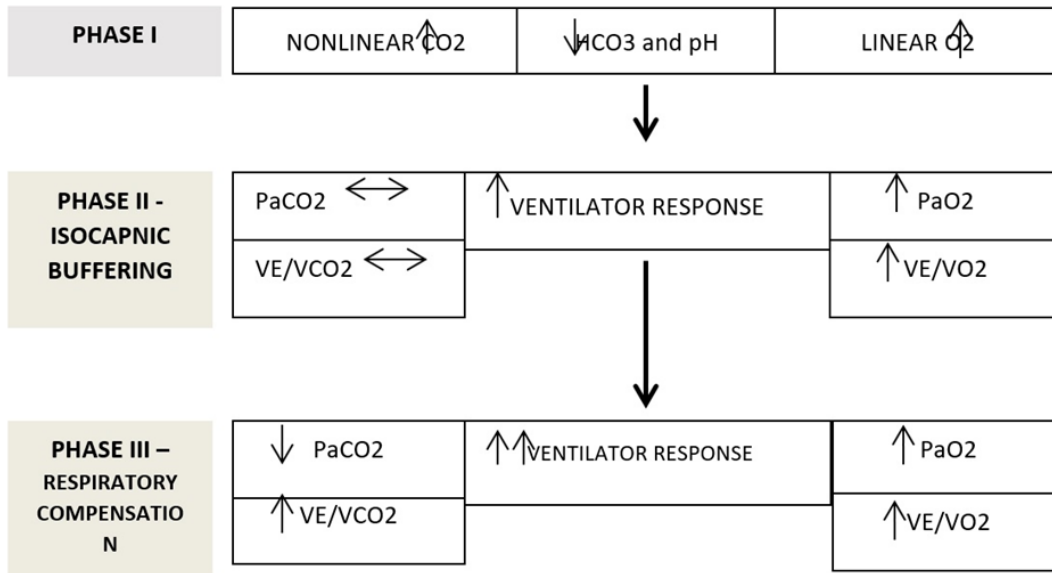 PHASE I
NONLINEAR CO2
HCO3 and pH
LINEAR O2
PHASE II -
ISOCAPNIC
BUFFERING
PaCO2
VE/VCO2
VENTILATOR RESPONSE
PaO2
VE/VO2
PHASE III –
RESPIRATORY
COMPENSATIO
N
PaCO2
VE/VCO2
VENTILATOR RESPONSE
PaO2
VE/VO2